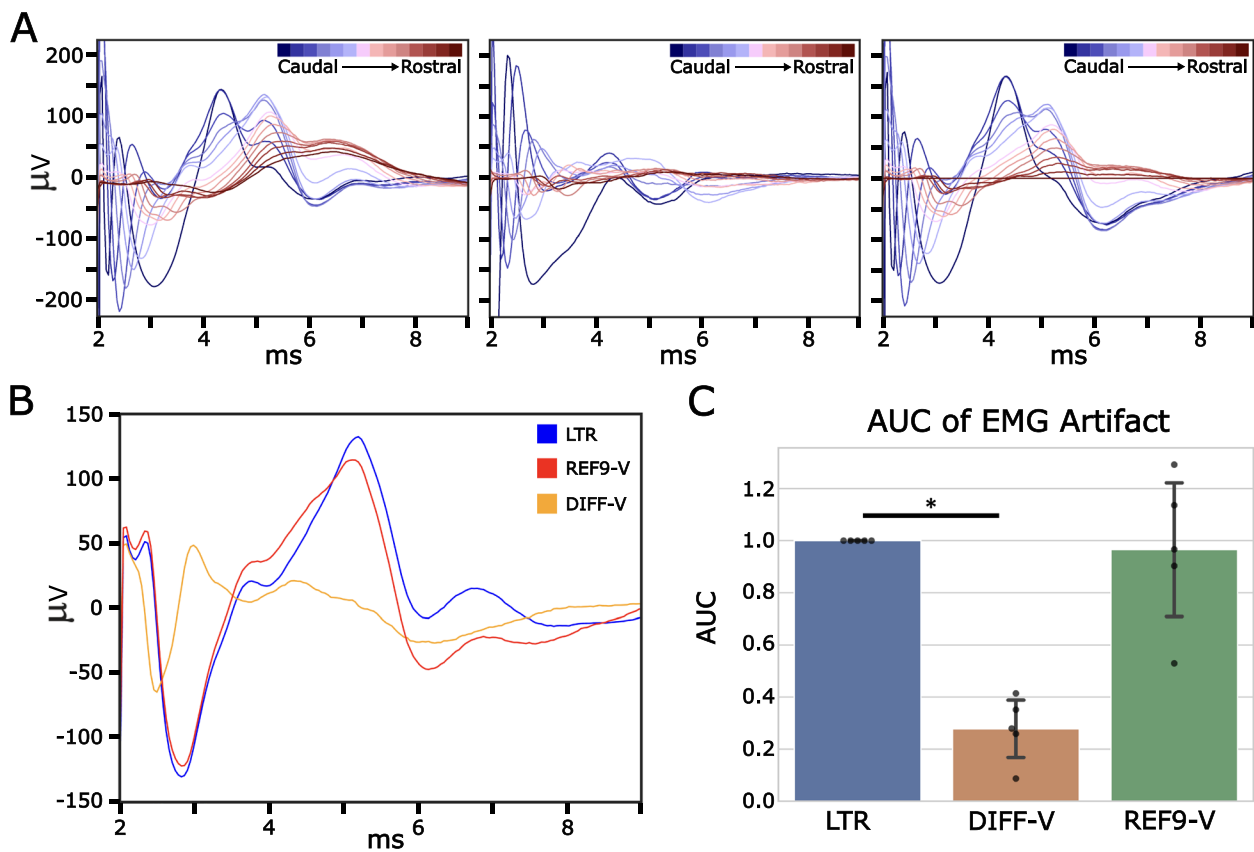 A
200
100
0
-100
-200
μV
Caudal Rostral
2 4 6 8
ms
Caudal Rostral
2 4 6 8
ms
Caudal Rostral
2 4 6 8
ms
B
150
100
50
0
-50
-100
-150
μV
LTR
REF9-V
DIFF-V
2 4 6 8
ms
C
AUC of EMG Artifact
*
1.2
1.0
0.8
0.6
0.4
0.2
0.0
AUC
LTR DIFF-V REF9-V